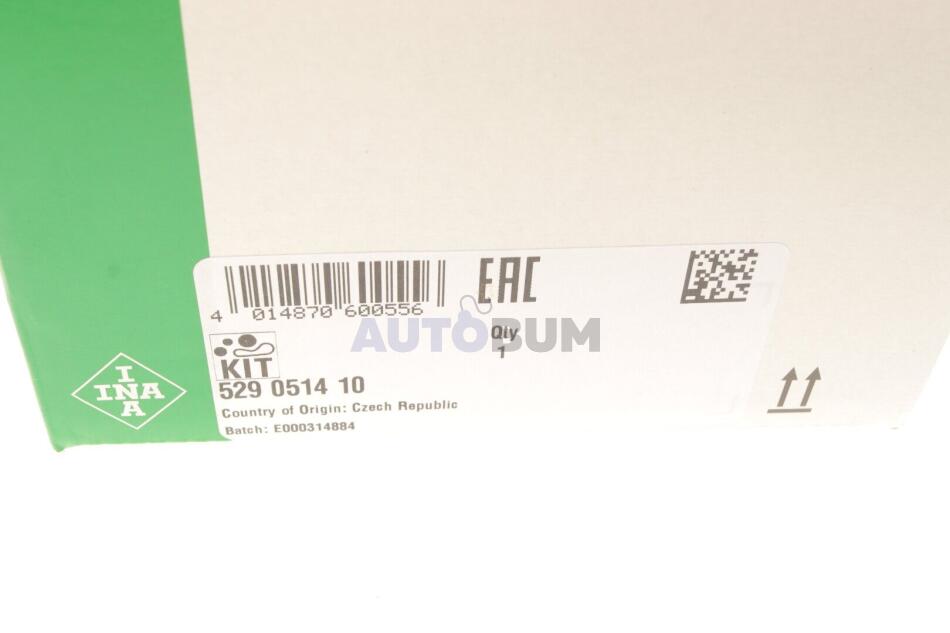 EAC
4 014870 600556
AUTOBUM
Qty
1
KIT
529 0514 10
Country of Origin: Czech Republic
Batch: E000314884
I
INA
A